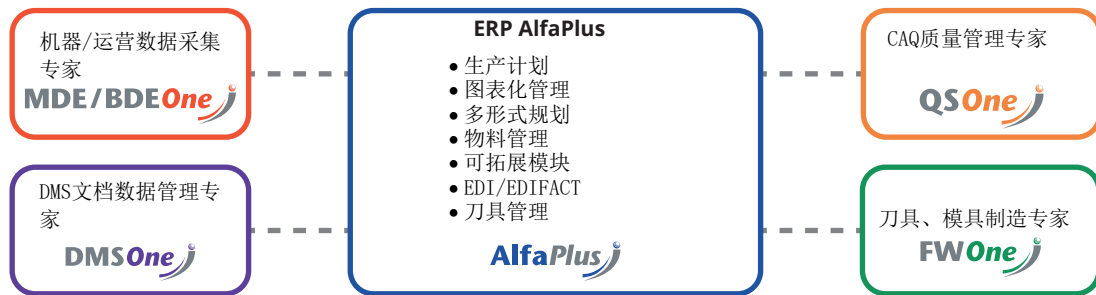 机器/运营数据采集
专家
MDE/BDEOne
DMS文档数据管理专
家
DMSOne
ERP AlfaPlus
• 生产计划
• 图表化管理
• 多形式规划
• 物料管理
• 可拓展模块
• EDI/EDIFACT
• 刀具管理
AlfaPlus
CAQ质量管理专家
QSOne
刀具、模具制造专家
FWOne